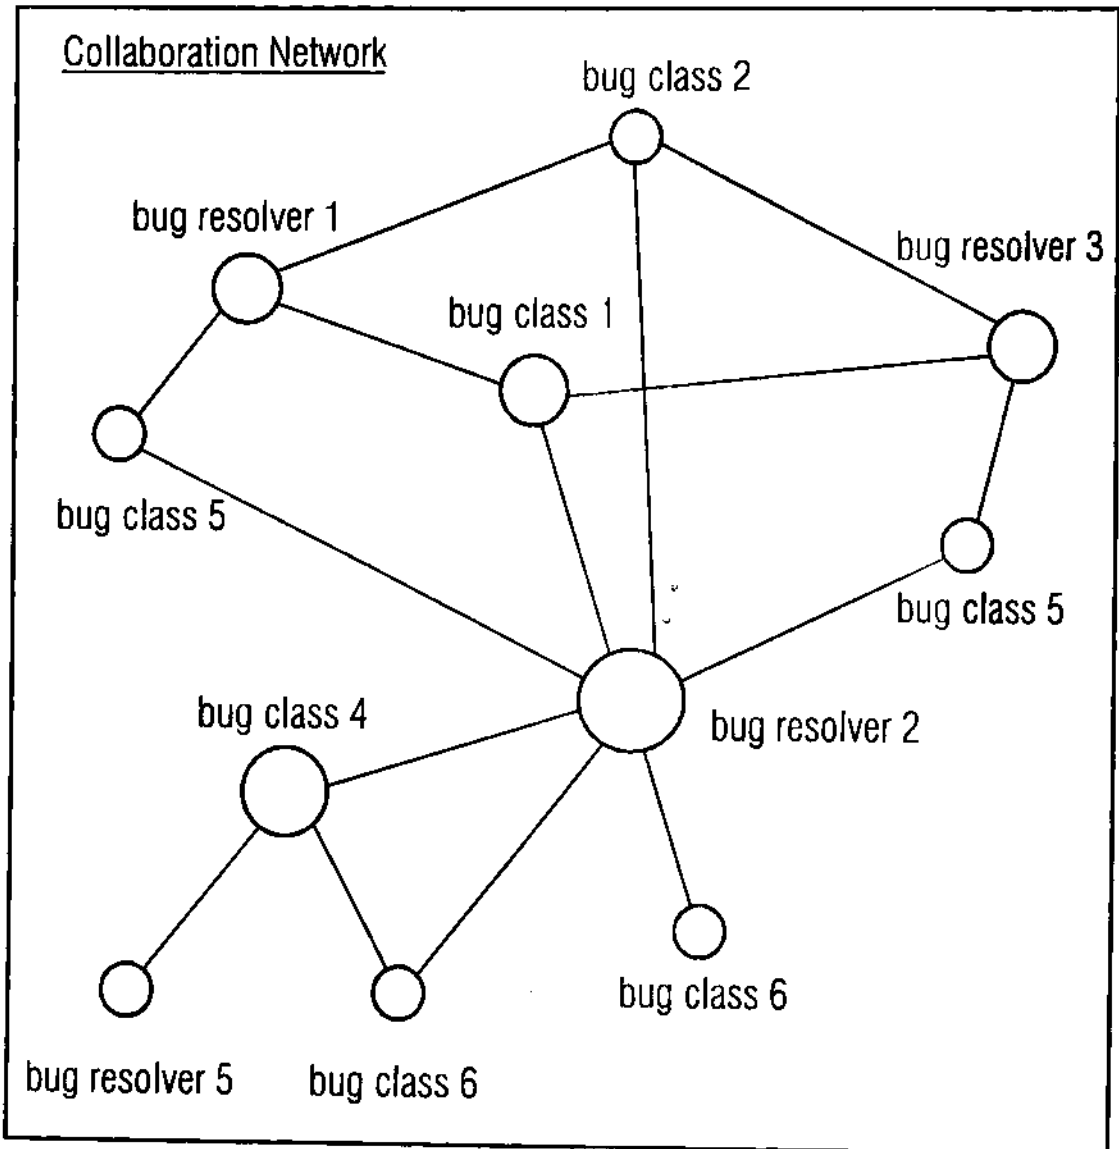 Collaboration Network
bug class 2
bug resolver 1
bug resolver 3
bug class 1
bug class 5
bug class 5
bug class 4
bug resolver 2
bug class 6
bug resolver 5
bug class 6